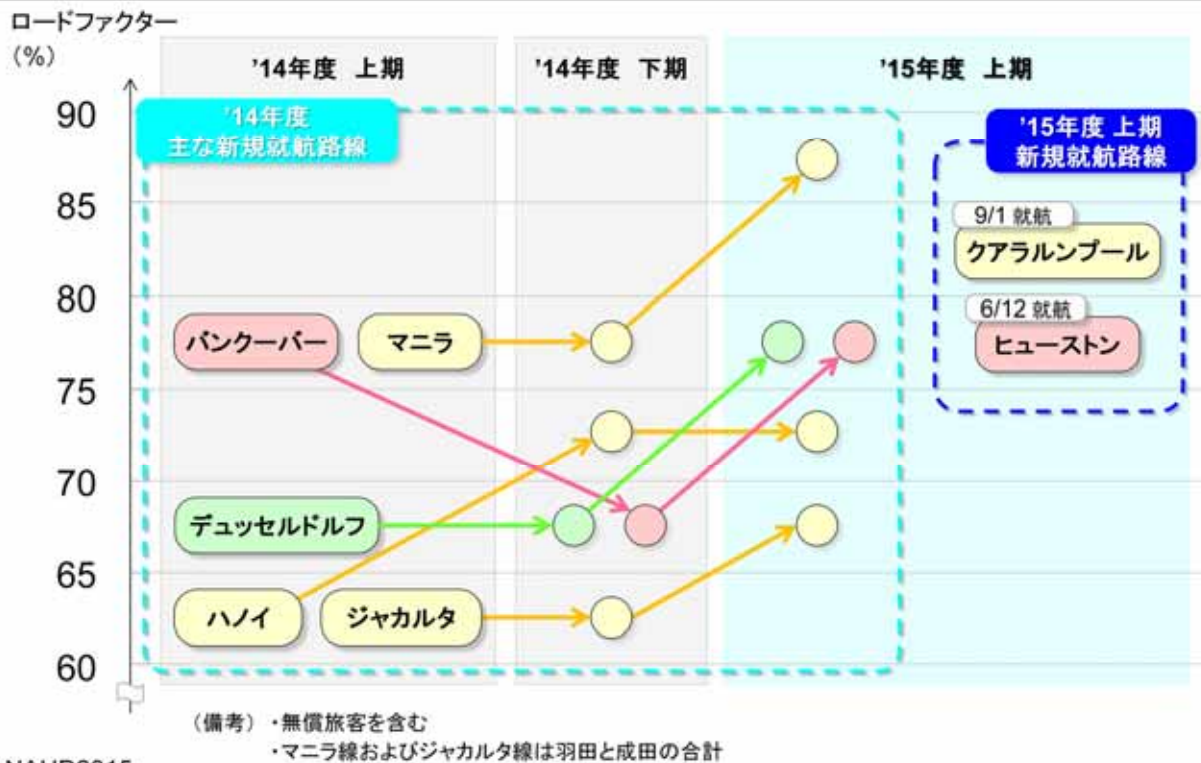 ロードファクター
(%)
'14年度 上期
'14年度 下期
'15年度 上期
90
85
80
75
70
65
60
'14年度
主な新規就航路線
'15年度 上期
新規就航路線
9/1 就航
クアラルンプール
6/12 就航
ヒューストン
バンクーバー
マニラ
デュッセルドルフ
ハノイ
ジャカルタ
(備考) ・無償旅客を含む
・マニラ線およびジャカルタ線は羽田と成田の合計